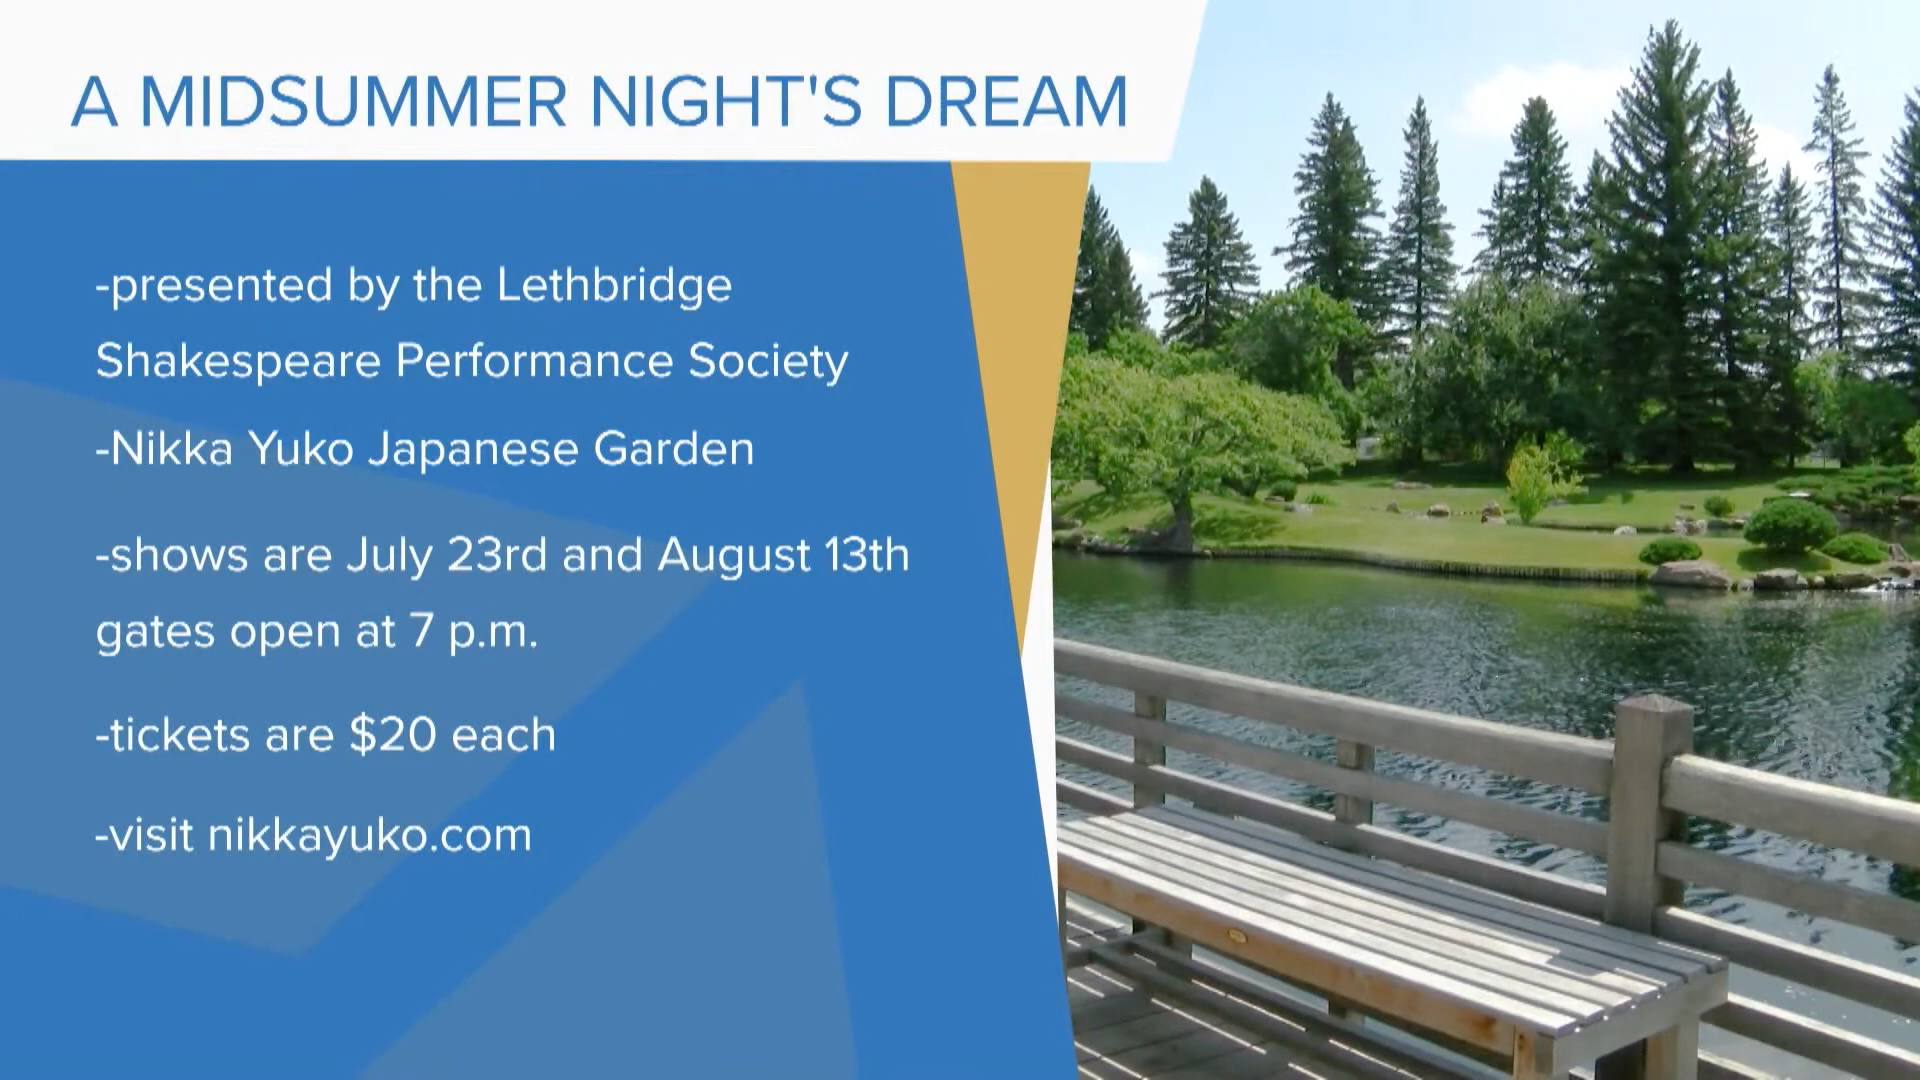 A MIDSUMMER NIGHT'S DREAM
-presented by the Lethbridge
Shakespeare Performance Society
-Nikka Yuko Japanese Garden
-shows are July 23rd and August 13th
gates open at 7 p.m.
-tickets are $20 each
-visit nikkayuko.com